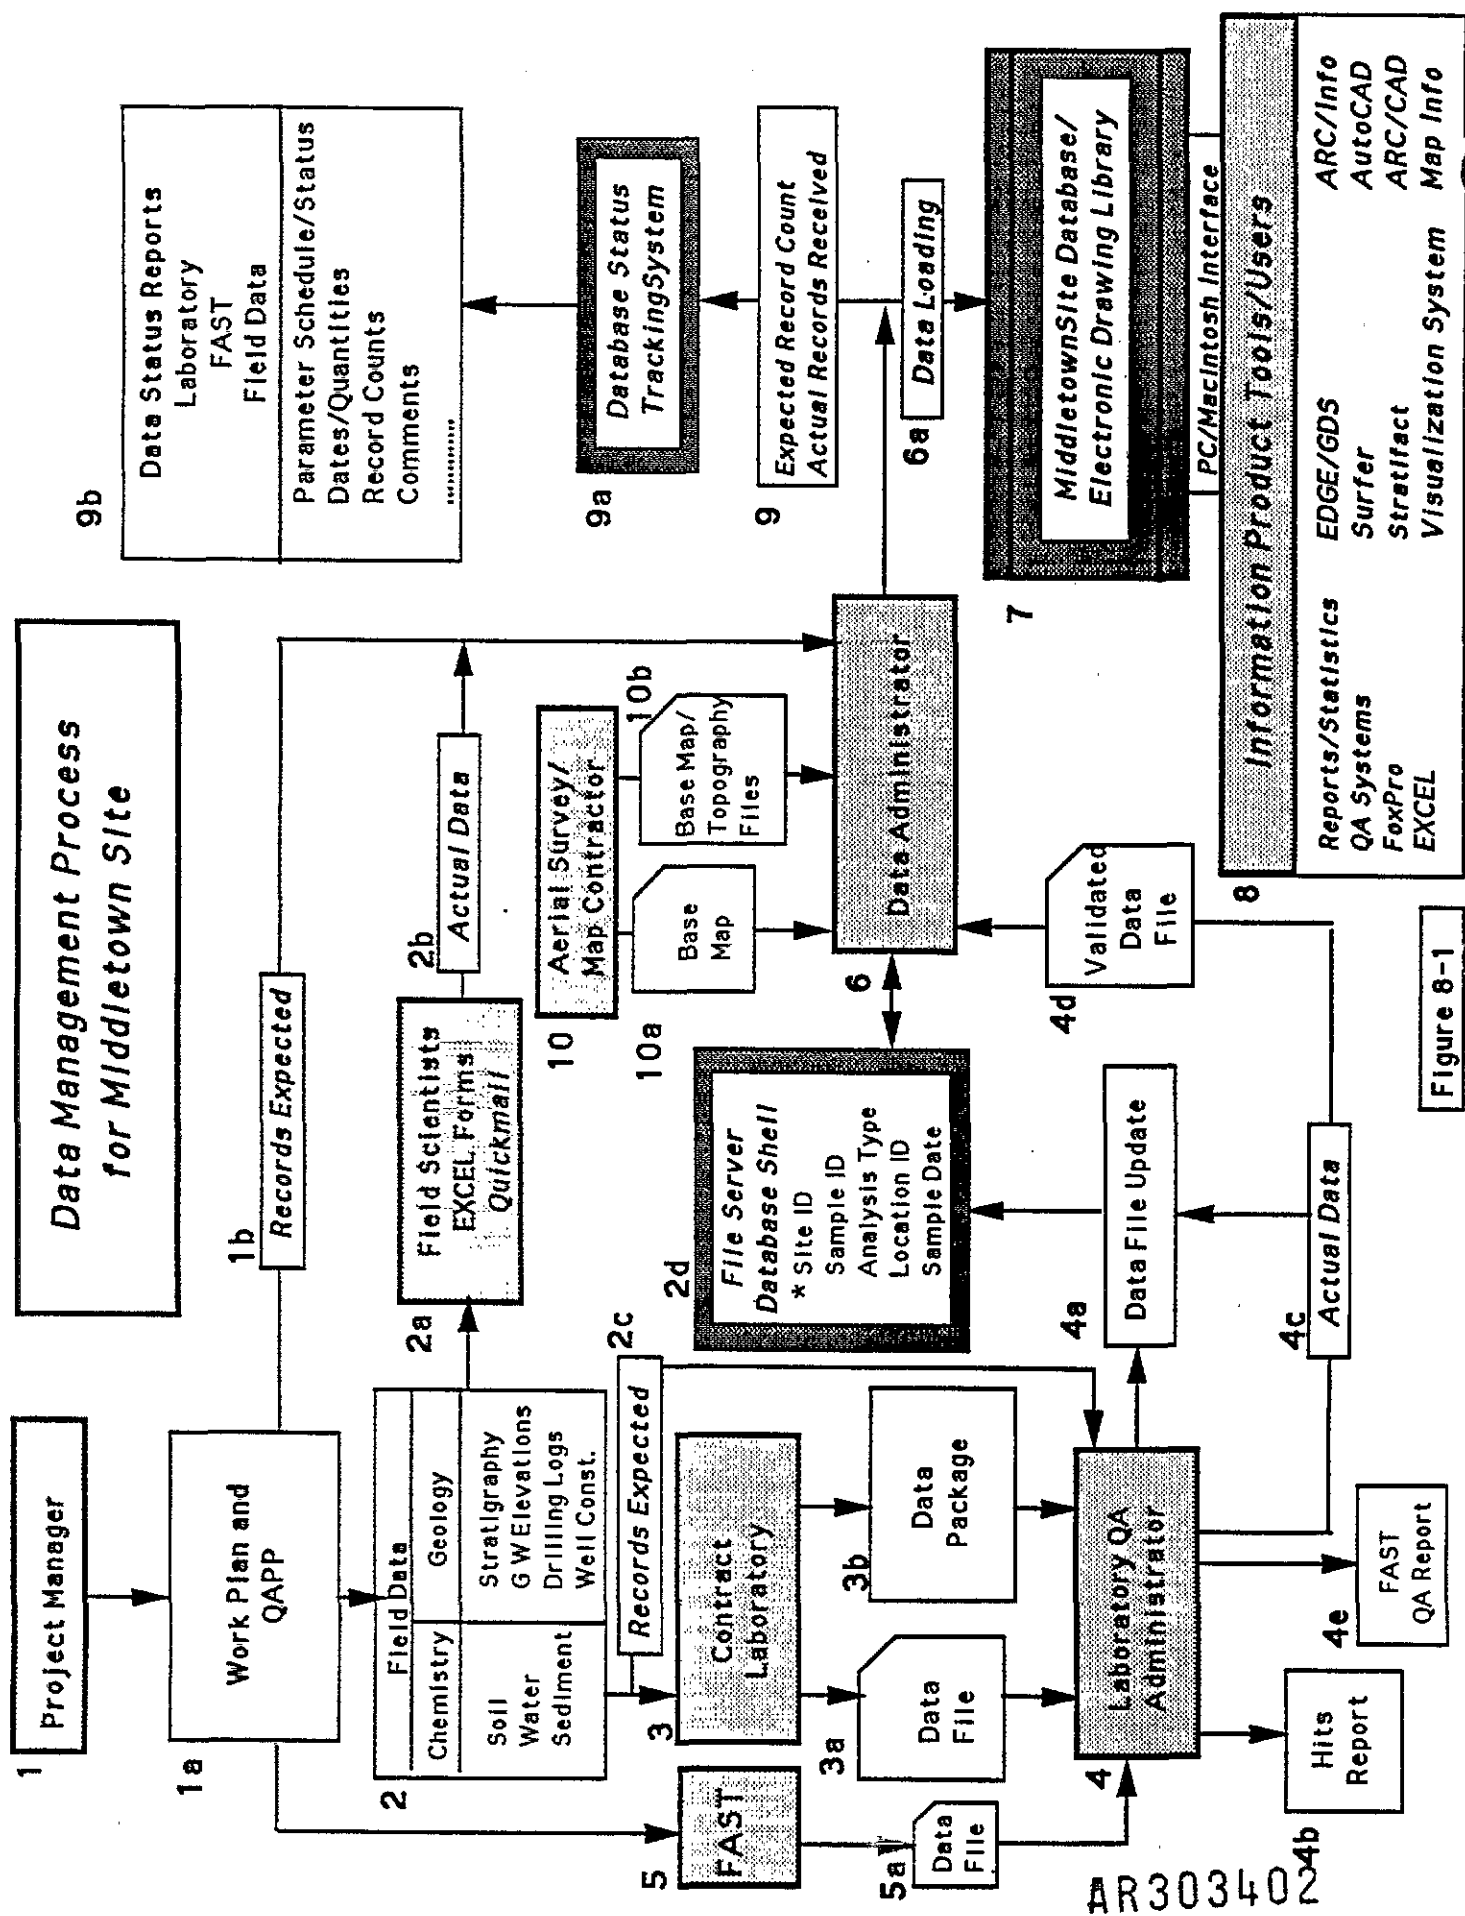 Data Management Process
for Middletown Site
1
Project Manager
1a
Work Plan and
QAPP
1b
Records Expected
2
Field Data
Chemistry
Geology
Soil
Water
Sediment
Stratigraphy
G W Elevations
Drilling Logs
Well Const.
2a
Field Scientists
EXCEL Forms
Quickmail
2b
Actual Data
2c
Records Expected
2d
File Server
Database Shell
* Site ID
Sample ID
Analysis Type
Location ID
Sample Date
3
Contract
Laboratory
3a
Data
File
3b
Data
Package
4
Laboratory QA
Administrator
4a
Data File Update
4b
Hits
Report
4c
Actual Data
4d
Validated
Data
File
4e
FAST
QA Report
5
FAST
5a
Data
File
6
Data Administrator
6a
Data Loading
7
MiddletownSite Database/
Electronic Drawing Library
PC/MacIntosh Interface
8
Information Product Tools/Users
Reports/Statistics
QA Systems
FoxPro
EXCEL
EDGE/GDS
Surfer
Stratifact
Visualization System
ARC/Info
AutoCAD
ARC/CAD
Map Info
9
Expected Record Count
Actual Records Received
9a
Database Status
TrackingSystem
9b
Data Status Reports
Laboratory
FAST
Field Data
Parameter Schedule/Status
Dates/Quantities
Record Counts
Comments
..........
10
Aerial Survey/
Map Contractor
10a
Base
Map
10b
Base Map/
Topography
Files
Figure 8-1
AR303402